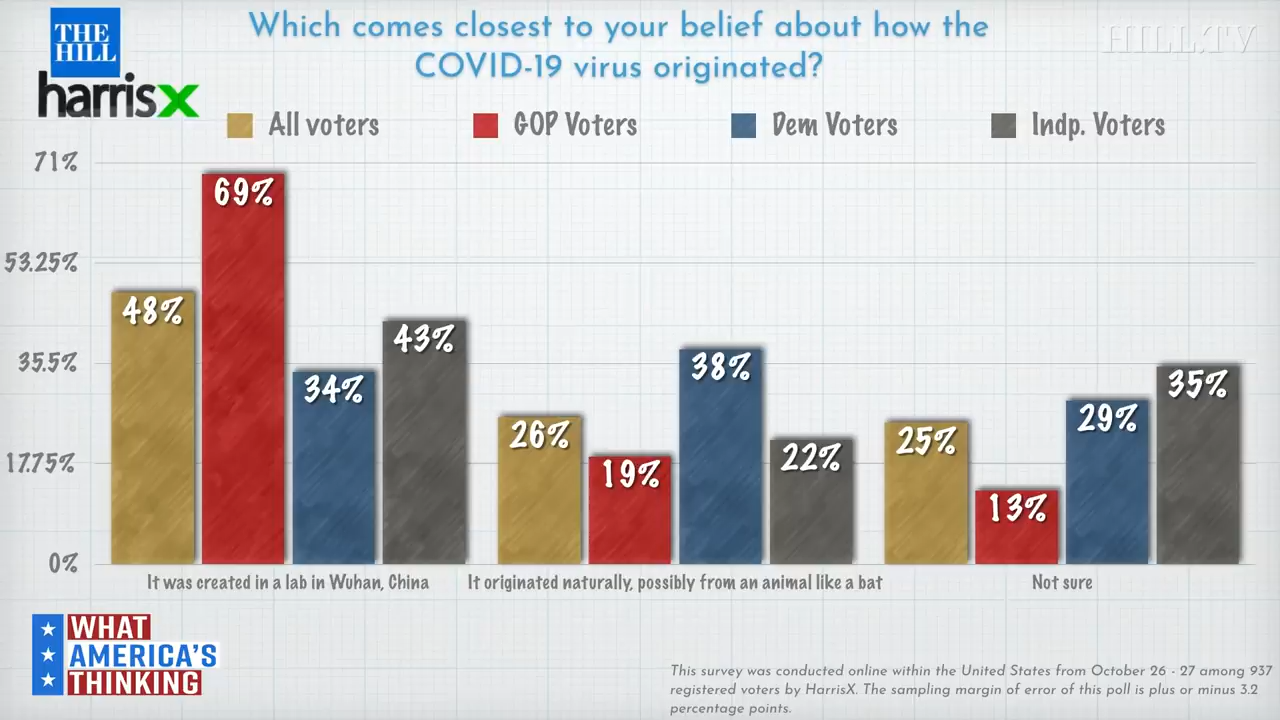 THE
HILL
harrisx
Which comes closest to your belief about how the
COVID-19 virus originated?
HILL.TV
All voters
GOP Voters
Dem Voters
Indp. Voters
71%
53.25%
35.5%
17.75%
0%
48%
69%
34%
43%
26%
19%
38%
22%
25%
13%
29%
35%
It was created in a lab in Wuhan, China
It originated naturally, possibly from an animal like a bat
Not sure
WHAT
AMERICA'S
THINKING
This survey was conducted online within the United States from October 26 - 27 among 937
registered voters by HarrisX. The sampling margin of error of this poll is plus or minus 3.2
percentage points.